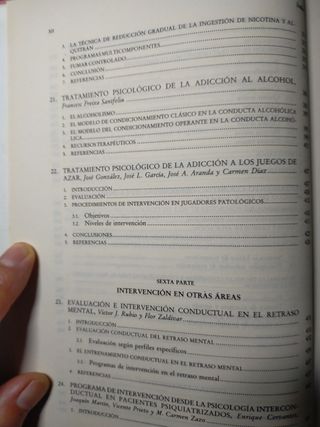 XI
3. LA TÉCNICA DE REDUCCIÓN GRADUAL DE LA INGESTION DE NICOTINA Y AL-
QUITRÁN
4. PROGRAMAS MULTICOMPONENTES
5. FUMAR CONTROLADO
6. CONCLUSIÓN
7. REFERENCIAS
21. TRATAMIENTO PSICOLÓGICO DE LA ADICCIÓN AL ALCOHOL,
Francesc Freixa Santfeliu
1. EL ALCOHOLISMO
2. EL MODELO DE CONDICIONAMIENTO CLÁSICO EN LA CONDUCTA ALCOHÓLICA
3. EL MODELO DEL CONDICIONAMIENTO OPERANTE EN LA CONDUCTA ALCOHÓ-
LICA
4. RECURSOS TERAPÉUTICOS
5. REFERENCIAS
22. TRATAMIENTO PSICOLÓGICO DE LA ADICCIÓN A LOS JUEGOS DE
AZAR, José González, José L. García, José A. Aranda y Carmen Díaz
1. INTRODUCCIÓN
2. EVALUACIÓN
3. PROCEDIMIENTOS DE INTERVENCIÓN EN JUGADORES PATOLÓGICOS
3.1. Objetivos
3.2. Niveles de intervención
4. CONCLUSIONES
5. REFERENCIAS
SEXTA PARTE
INTERVENCIÓN EN OTRAS ÁREAS
23. EVALUACIÓN E INTERVENCIÓN CONDUCTUAL EN EL RETRASO
MENTAL, Víctor J. Rubio y Flor Zaldívar
1. INTRODUCCIÓN
2. EVALUACIÓN CONDUCTUAL DEL RETRASO MENTAL
2.1 Evaluación según perfiles específicos
3. EL ENTRENAMIENTO CONDUCTUAL EN EL RETRASO MENTAL
Programas de intervención en el retraso mental
4. REFERENCIAS
24. PROGRAMA DE INTERVENCIÓN DESDE LA PSICOLOGÍA INTERCON-
DUCTUAL EN PACIENTES PSIQUIATRIZADOS, Enrique Cervantes,
Joaquín Martín, Vicente Prieto y M. Carmen Zazo
1. INTRODUCCIÓN